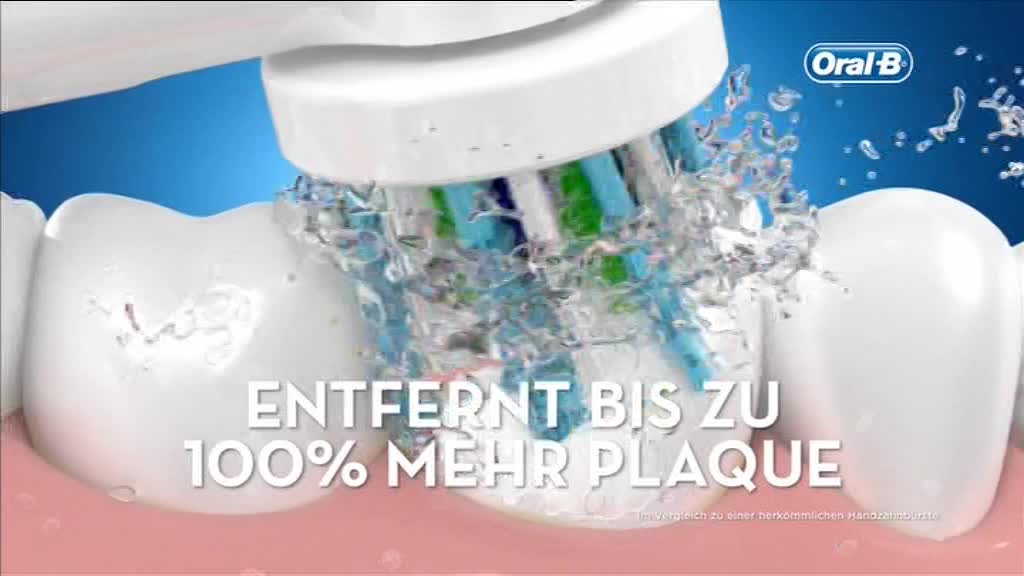 Oral-B
ENTFERNT BIS ZU
100% MEHR PLAQUE
Im Vergleich zu einer herkömmlichen Handzahnbürste